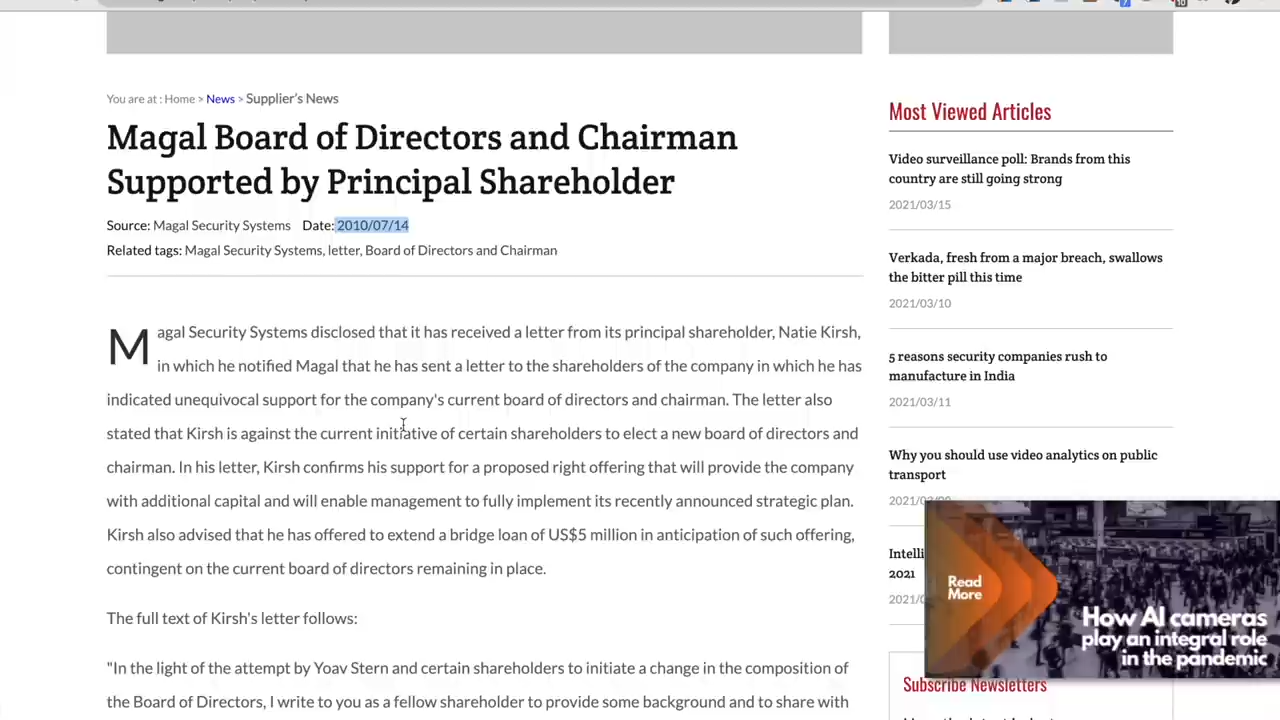 You are at : Home > News > Supplier's News
Magal Board of Directors and Chairman
Supported by Principal Shareholder
Source: Magal Security Systems Date: 2010/07/14
Related tags: Magal Security Systems, letter, Board of Directors and Chairman
Magal Security Systems disclosed that it has received a letter from its principal shareholder, Natie Kirsh,
in which he notified Magal that he has sent a letter to the shareholders of the company in which he has
indicated unequivocal support for the company's current board of directors and chairman. The letter also
stated that Kirsh is against the current initiative of certain shareholders to elect a new board of directors and
chairman. In his letter, Kirsh confirms his support for a proposed right offering that will provide the company
with additional capital and will enable management to fully implement its recently announced strategic plan.
Kirsh also advised that he has offered to extend a bridge loan of US$5 million in anticipation of such offering,
contingent on the current board of directors remaining in place.
The full text of Kirsh's letter follows:
"In the light of the attempt by Yoav Stern and certain shareholders to initiate a change in the composition of
the Board of Directors, I write to you as a fellow shareholder to provide some background and to share with
Most Viewed Articles
Video surveillance poll: Brands from this
country are still going strong
2021/03/15
Verkada, fresh from a major breach, swallows
the bitter pill this time
2021/03/10
5 reasons security companies rush to
manufacture in India
2021/03/11
Why you should use video analytics on public
transport
2021/03/09
2021
Read
More
How AI cameras
play an integral role
in the pandemic
Subscribe Newsletters